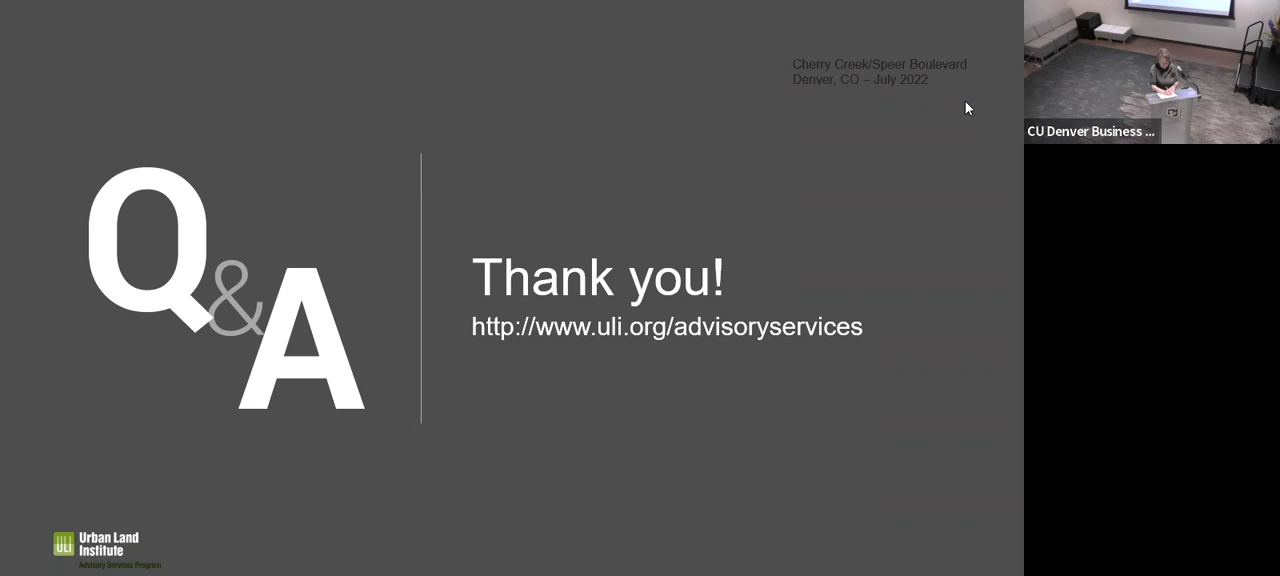 Cherry Creek/Speer Boulevard
Denver, CO – July 2022
Q&A
Thank you!
http://www.uli.org/advisoryservices
ULI Urban Land
Institute
Advisory Services Program
CU Denver Business ...